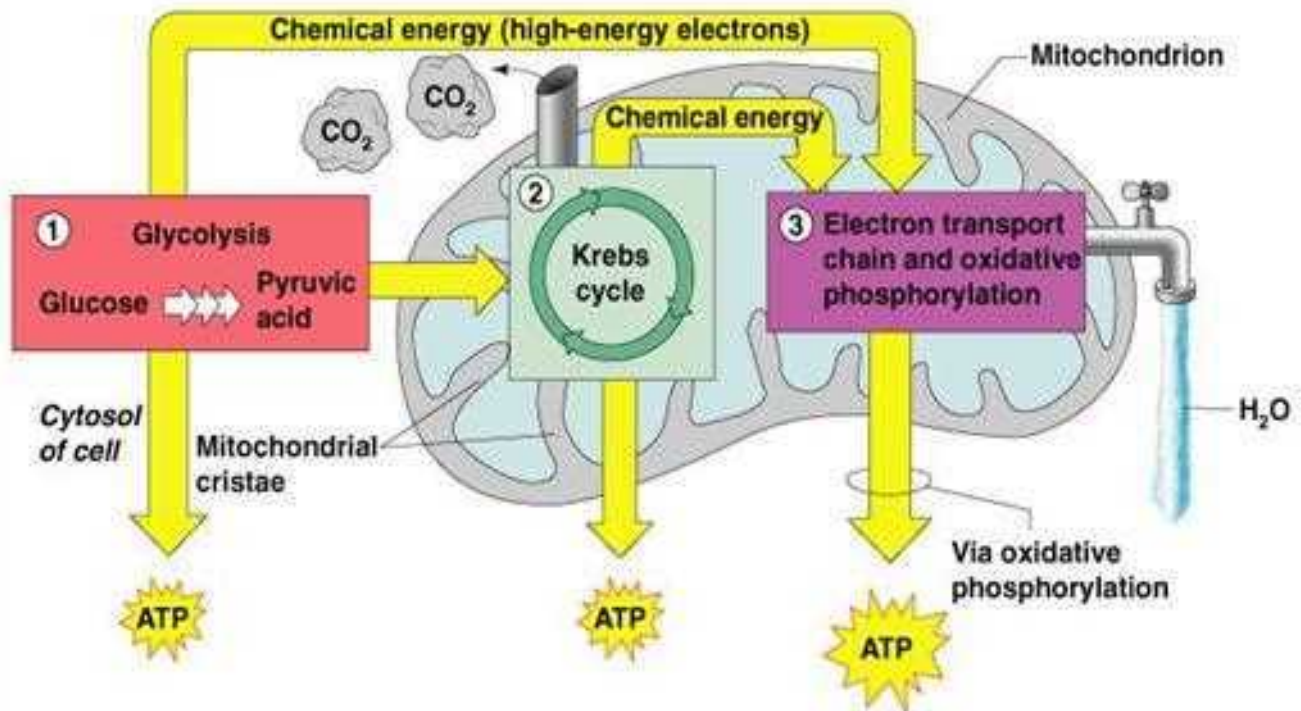 Chemical energy (high-energy electrons)
Mitochondrion
CO₂
CO₂
Chemical energy
1
Glycolysis
Glucose
Pyruvic
acid
2
Krebs
cycle
3
Electron transport
chain and oxidative
phosphorylation
Cytosol
of cell
Mitochondrial
cristae
H₂O
Via oxidative
phosphorylation
ATP
ATP
ATP